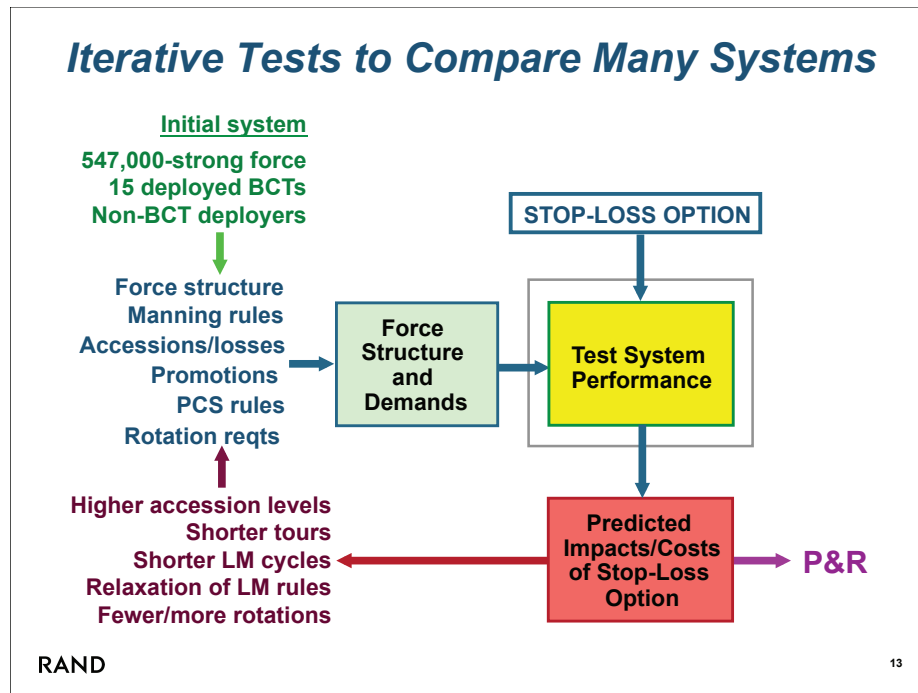 Iterative Tests to Compare Many Systems
Initial system
547,000-strong force
15 deployed BCTs
Non-BCT deployers
STOP-LOSS OPTION
Force structure
Manning rules
Accessions/losses
Promotions
PCS rules
Rotation reqts
Force
Structure
and
Demands
Test System
Performance
Higher accession levels
Shorter tours
Shorter LM cycles
Relaxation of LM rules
Fewer/more rotations
Predicted
Impacts/Costs
of Stop-Loss
Option
P&R
RAND
13